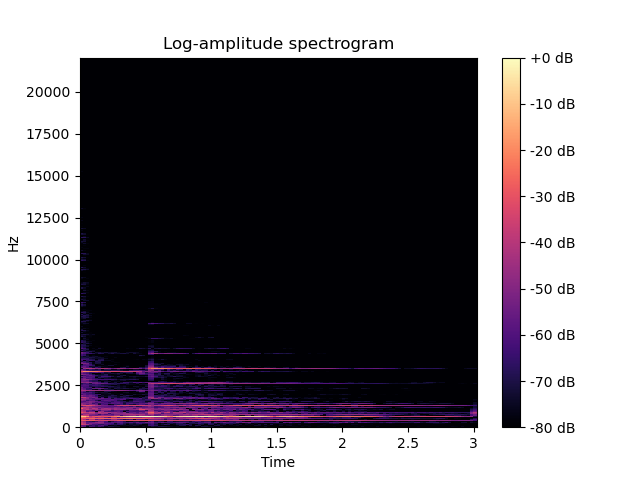 Log-amplitude spectrogram
Hz
20000
17500
15000
12500
10000
7500
5000
2500
0
0 0.5 1 1.5 2 2.5 3
Time
+0 dB
-10 dB
-20 dB
-30 dB
-40 dB
-50 dB
-60 dB
-70 dB
-80 dB